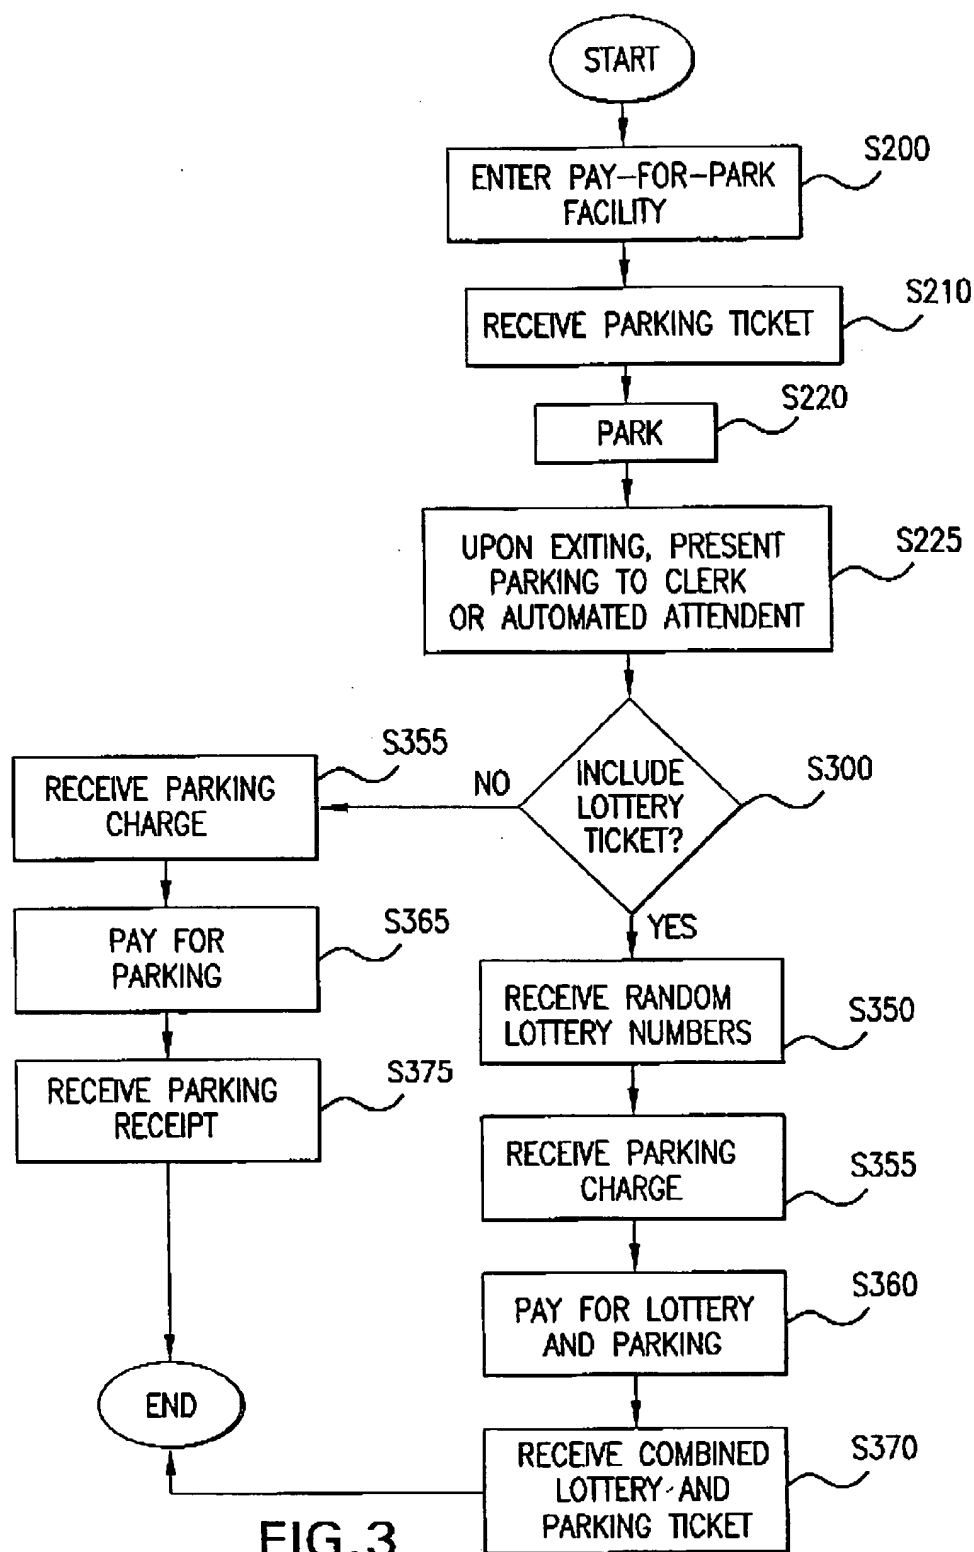 START
ENTER PAY-FOR-PARK
FACILITY
S200
RECEIVE PARKING TICKET
S210
PARK
S220
UPON EXITING, PRESENT
PARKING TO CLERK
OR AUTOMATED ATTENDENT
S225
INCLUDE
LOTTERY
TICKET?
S300
NO
YES
RECEIVE PARKING
CHARGE
S355
PAY FOR
PARKING
S365
RECEIVE PARKING
RECEIPT
S375
RECEIVE RANDOM
LOTTERY NUMBERS
S350
RECEIVE PARKING
CHARGE
S355
PAY FOR LOTTERY
AND PARKING
S360
RECEIVE COMBINED
LOTTERY AND
PARKING TICKET
S370
END
FIG.3